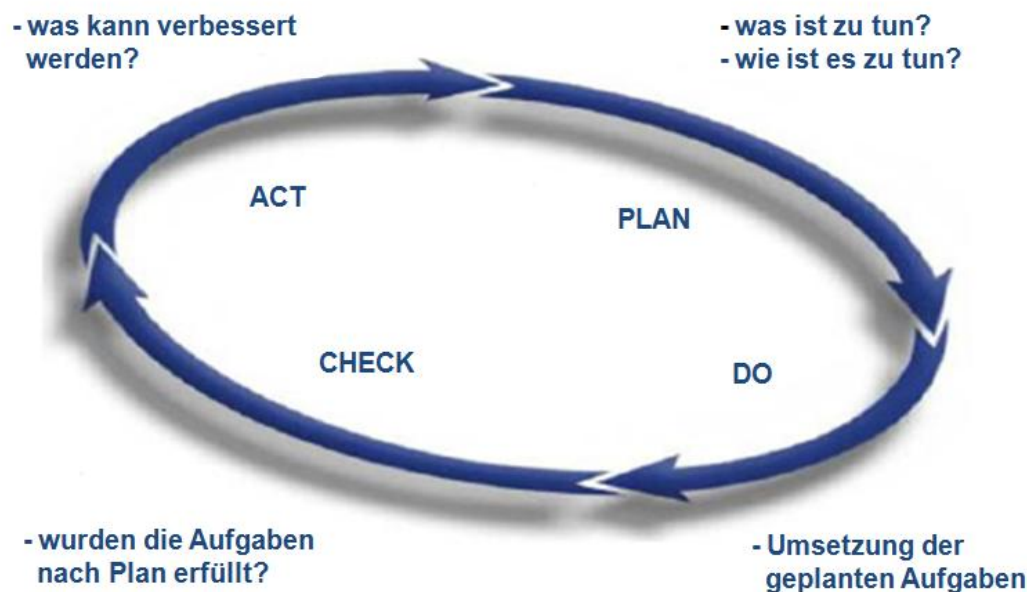 - was kann verbessert
werden?
- was ist zu tun?
- wie ist es zu tun?
ACT
PLAN
CHECK
DO
- wurden die Aufgaben
nach Plan erfüllt?
- Umsetzung der
geplanten Aufgaben